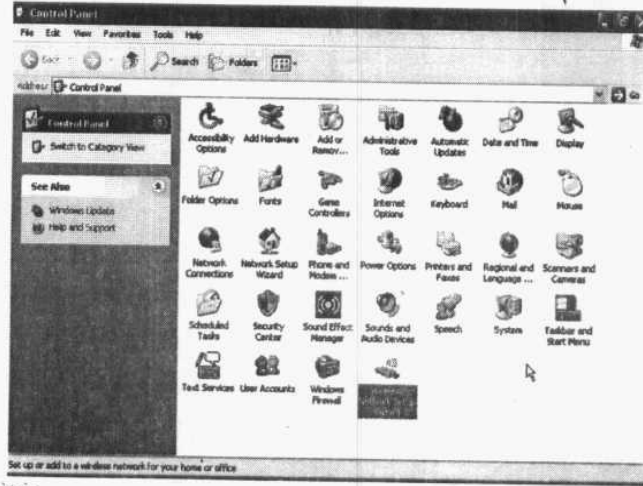 Control Panel
File Edit View Favorites Tools Help
Back Search Folders
Address Control Panel Go
Control Panel
Switch to Category View
See Also
Windows Update
Help and Support
Accessibility
Options
Add Hardware
Add or
Remov...
Administrative
Tools
Automatic
Updates
Date and Time
Display
Folder Options
Fonts
Game
Controllers
Internet
Options
Keyboard
Mail
Mouse
Network
Connections
Network Setup
Wizard
Phone and
Modem ...
Power Options
Printers and
Faxes
Regional and
Language ...
Scanners and
Cameras
Scheduled
Tasks
Security
Center
Sound Effect
Manager
Sounds and
Audio Devices
Speech
System
Taskbar and
Start Menu
Text Services
User Accounts
Windows
Firewall
Set up or add to a wireless network for your home or office